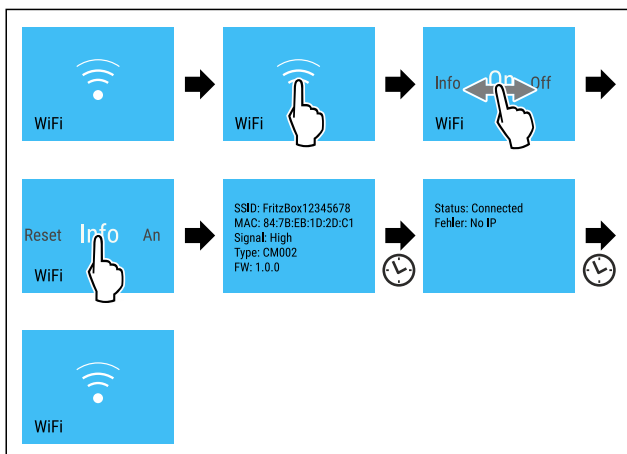 WiFi
WiFi
Info On Off
WiFi
Reset Info An
WiFi
SSID: FritzBox12345678
MAC: 84:7B:EB:1D:2D:C1
Signal: High
Type: CM002
FW: 1.0.0
Status: Connected
Fehler: No IP
WiFi